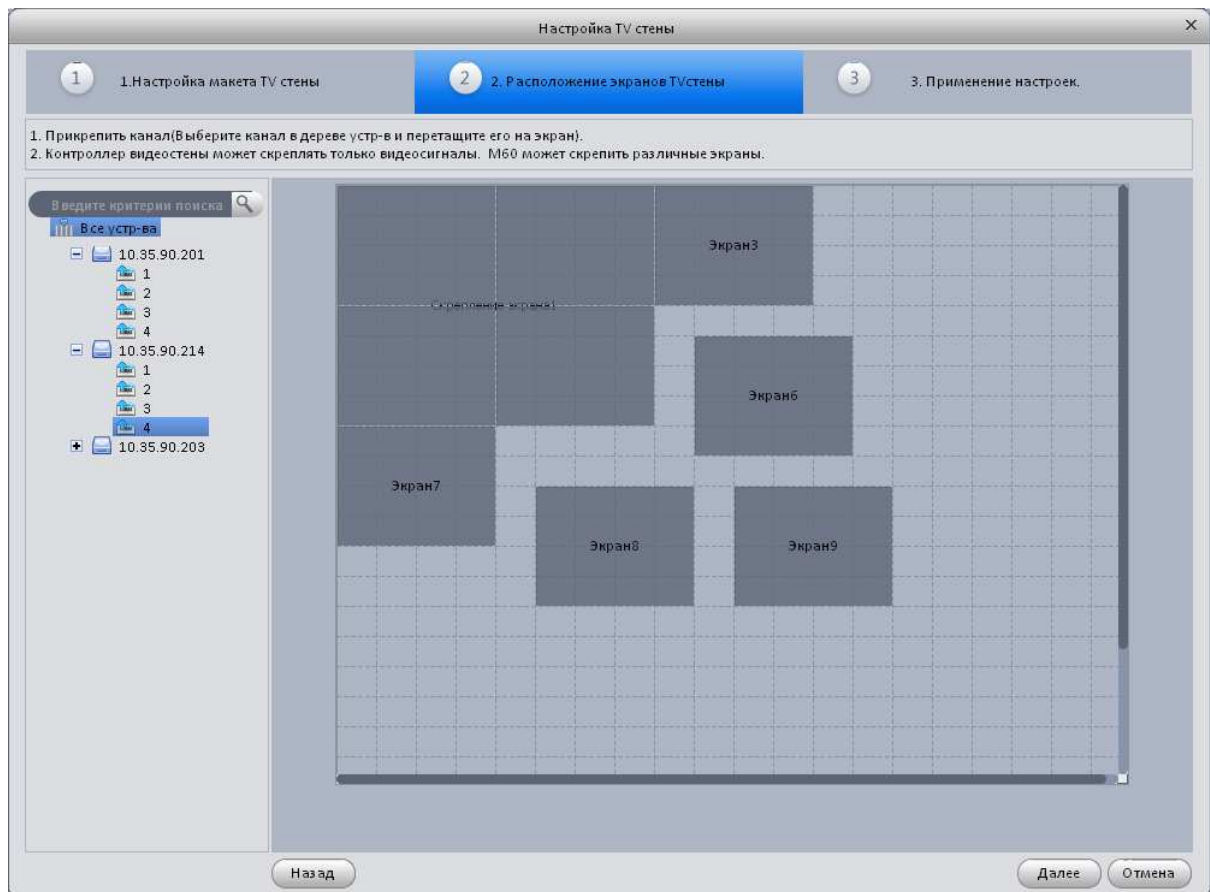 Настройка TV стены
1
1.Настройка макета TV стены
2
2. Расположение экранов TVстены
3
3. Применение настроек.
1. Прикрепить канал(Выберите канал в дереве устр-в и перетащите его на экран).
2. Контроллер видеостены может скреплять только видеосигналы. М60 может скрепить различные экраны.
Введите критерии поиска
Все устр-ва
10.35.90.201
1
2
3
4
10.35.90.214
1
2
3
4
10.35.90.203
Экран3
Скрепление экрана1
Экран6
Экран7
Экран8
Экран9
Назад
Далее
Отмена